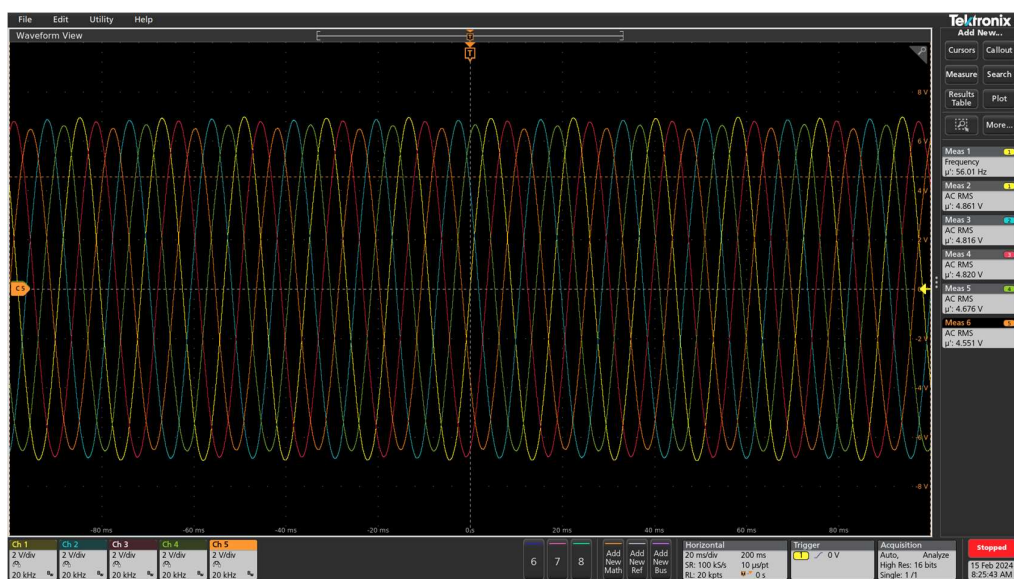 File Edit Utility Help
Tektronix
Waveform View
Add New...
Cursors Callout
Measure Search
Results Table Plot
More...
T
T
8 V
6 V
4 V
2 V
-2 V
-4 V
-6 V
-8 V
C5
-80 ms -60 ms -40 ms -20 ms 0 s 20 ms 40 ms 60 ms 80 ms
Meas 1 1
Frequency
µ': 56.01 Hz
Meas 2 1
AC RMS
µ': 4.861 V
Meas 3 2
AC RMS
µ': 4.816 V
Meas 4 3
AC RMS
µ': 4.820 V
Meas 5 4
AC RMS
µ': 4.676 V
Meas 6 5
AC RMS
µ': 4.551 V
Ch 1
2 V/div
20 kHz
Ch 2
2 V/div
20 kHz
Ch 3
2 V/div
20 kHz
Ch 4
2 V/div
20 kHz
Ch 5
2 V/div
20 kHz
6 7 8
Add New Math
Add New Ref
Add New Bus
Horizontal
20 ms/div 200 ms
SR: 100 kS/s 10 µs/pt
RL: 20 kpts 0 s
Trigger
1 0 V
Acquisition
Auto, Analyze
High Res: 16 bits
Single: 1 /1
Stopped
15 Feb 2024
8:25:43 AM